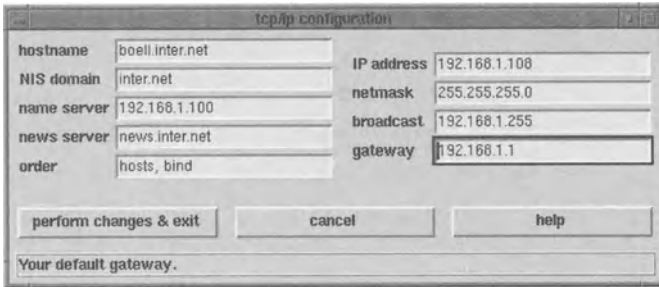 tcp/ip configuration
hostname boell.inter.net
NIS domain inter.net
name server 192.168.1.100
news server news.inter.net
order hosts, bind
IP address 192.168.1.108
netmask 255.255.255.0
broadcast 192.168.1.255
gateway 192.168.1.1
perform changes & exit cancel help
Your default gateway.